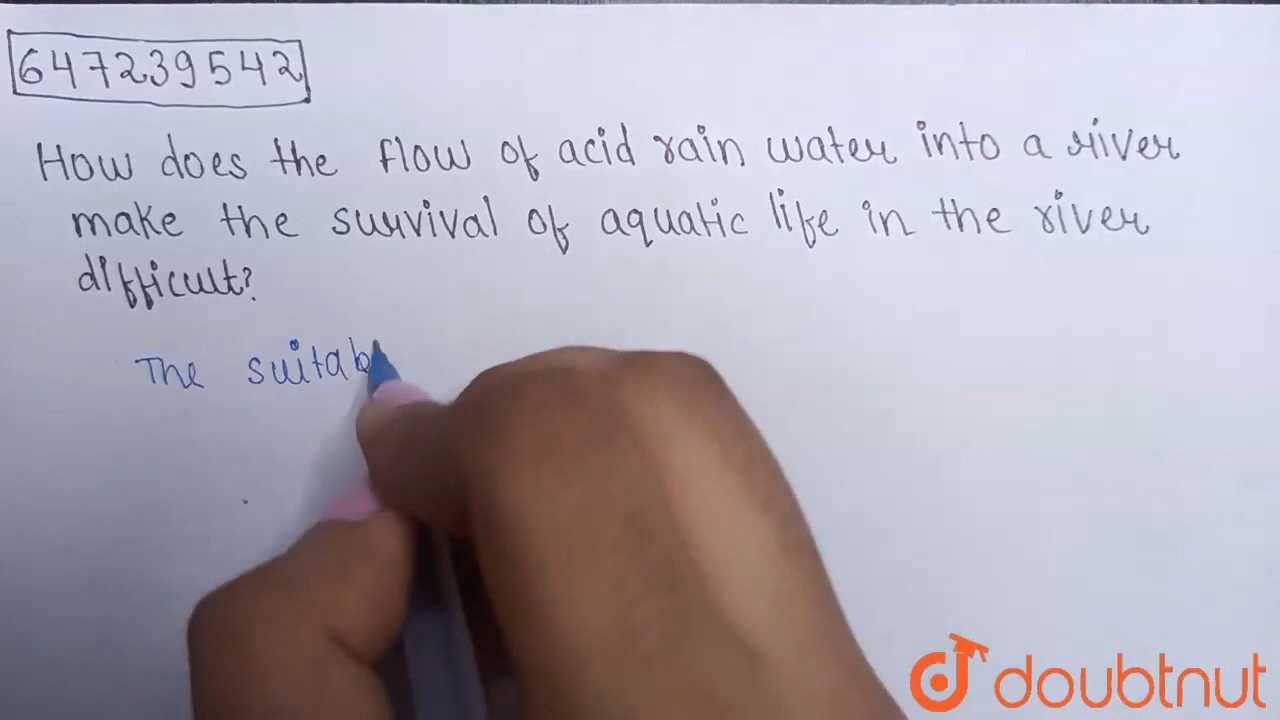 647239542
How does the flow of acid rain water into a river
make the survival of aquatic life in the river
difficult?
The suitab
doubtnut